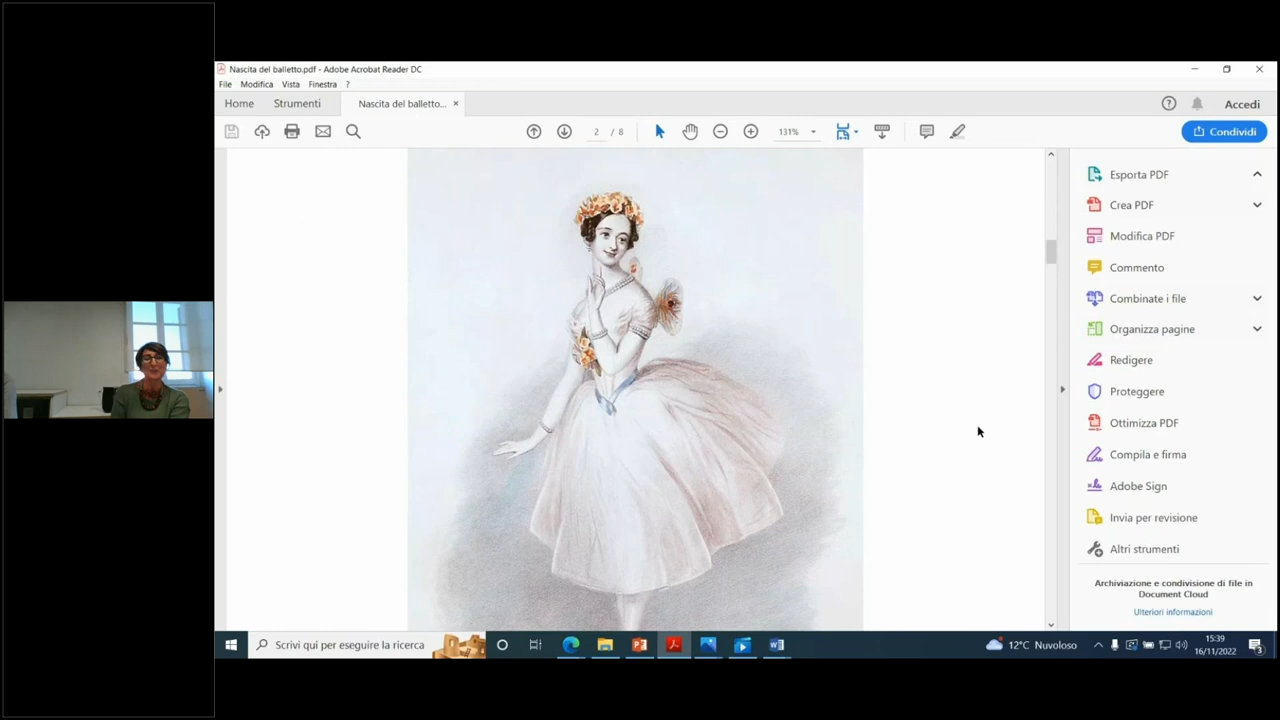 Nascita del balletto.pdf - Adobe Acrobat Reader DC
File Modifica Vista Finestra ?
Home Strumenti Nascita del balletto... × Accedi
2 / 8 131% Condividi
Esporta PDF
Crea PDF
Modifica PDF
Commento
Combinate i file
Organizza pagine
Redigere
Proteggere
Ottimizza PDF
Compila e firma
Adobe Sign
Invia per revisione
Altri strumenti
Archiviazione e condivisione di file in
Document Cloud
Ulteriori informazioni
Scrivi qui per eseguire la ricerca
12°C Nuvoloso
15:39
16/11/2022
3